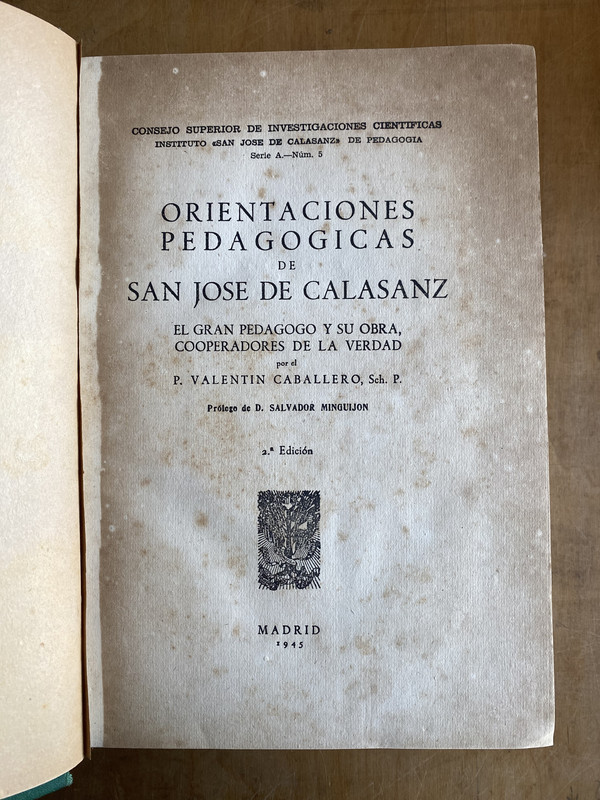 CONSEJO SUPERIOR DE INVESTIGACIONES CIENTIFICAS
INSTITUTO «SAN JOSE DE CALASANZ» DE PEDAGOGIA
Serie A.—Núm. 5
ORIENTACIONES
PEDAGOGICAS
DE
SAN JOSE DE CALASANZ
EL GRAN PEDAGOGO Y SU OBRA,
COOPERADORES DE LA VERDAD
por el
P. VALENTIN CABALLERO, Sch. P.
Prólogo de D. SALVADOR MINGUIJON
2.ª Edición
MADRID
1945